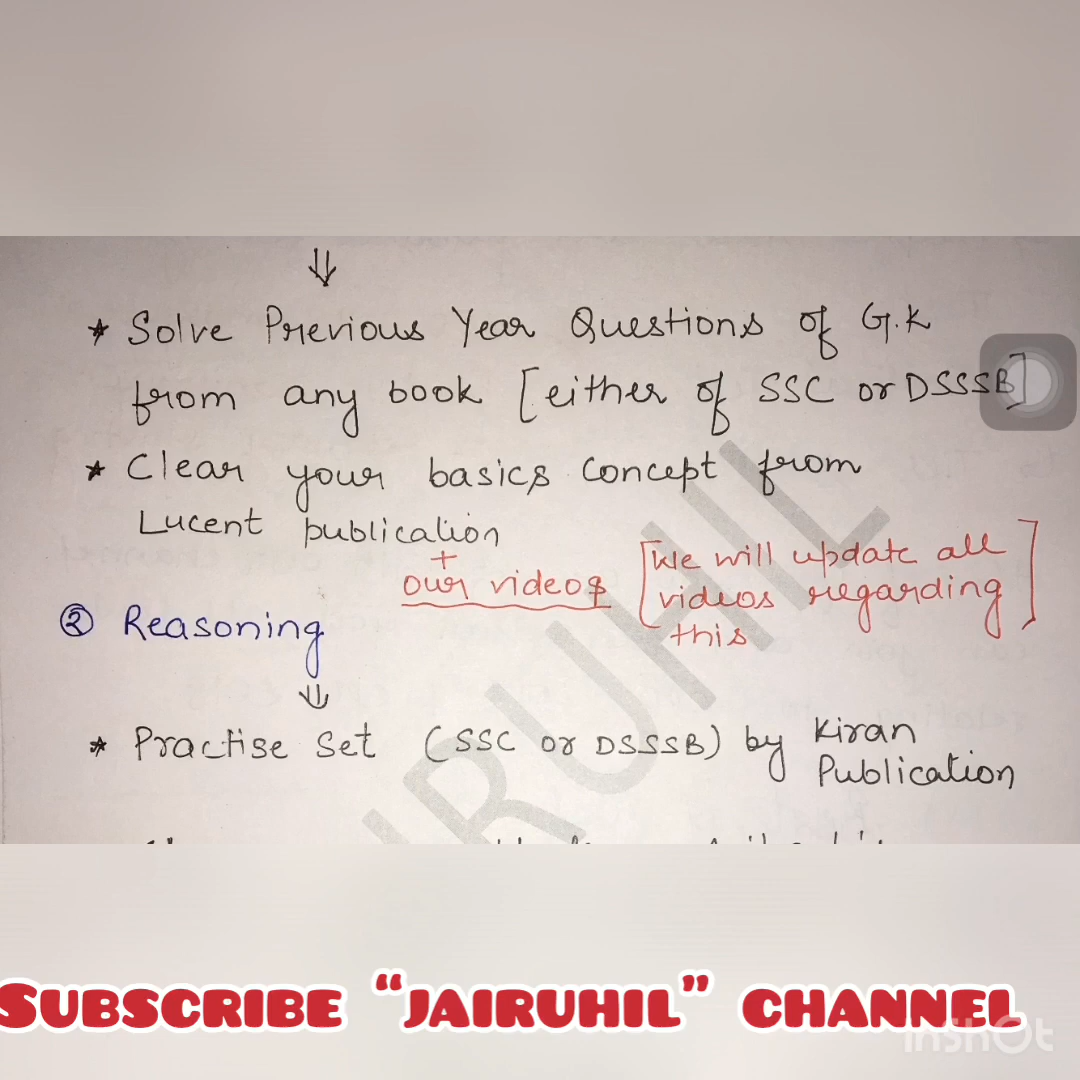 ⇓
* Solve Previous Year Questions of G.K
from any book [either of SSC or DSSSB]
* Clear your basics concept from
Lucent publication
+
our videos [We will update all
videos regarding
this]
② Reasoning
⇓
* Practise Set (SSC or DSSSB) by Kiran
Publication
JAIRUHIL
SUBSCRIBE “JAIRUHIL” CHANNEL
InShOt